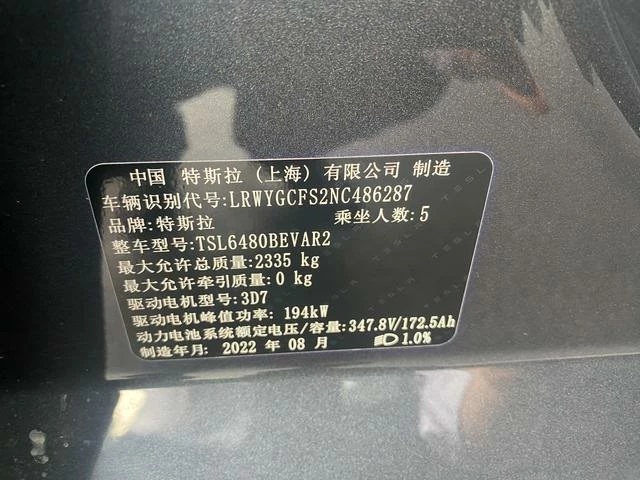 中国 特斯拉（上海）有限公司 制造
车辆识别代号:LRWYGCFS2NC486287
品牌:特斯拉 乘坐人数:5
整车型号:TSL6480BEVAR2
最大允许总质量:2335 kg
最大允许牵引质量:0 kg
驱动电机型号:3D7
驱动电机峰值功率: 194kW
动力电池系统额定电压/容量:347.8V/172.5Ah
制造年月: 2022 年 08 月 1.0%